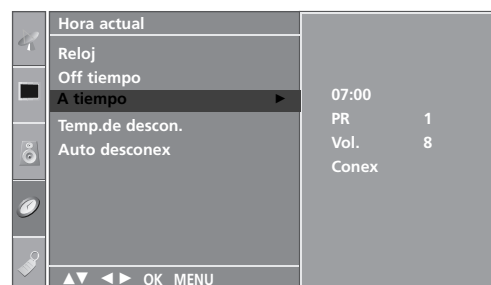 Hora actual
Reloj
Off tiempo
A tiempo ►
Temp.de descon.
Auto desconex
▲▼ ◄► OK MENU
07:00
PR 1
Vol. 8
Conex